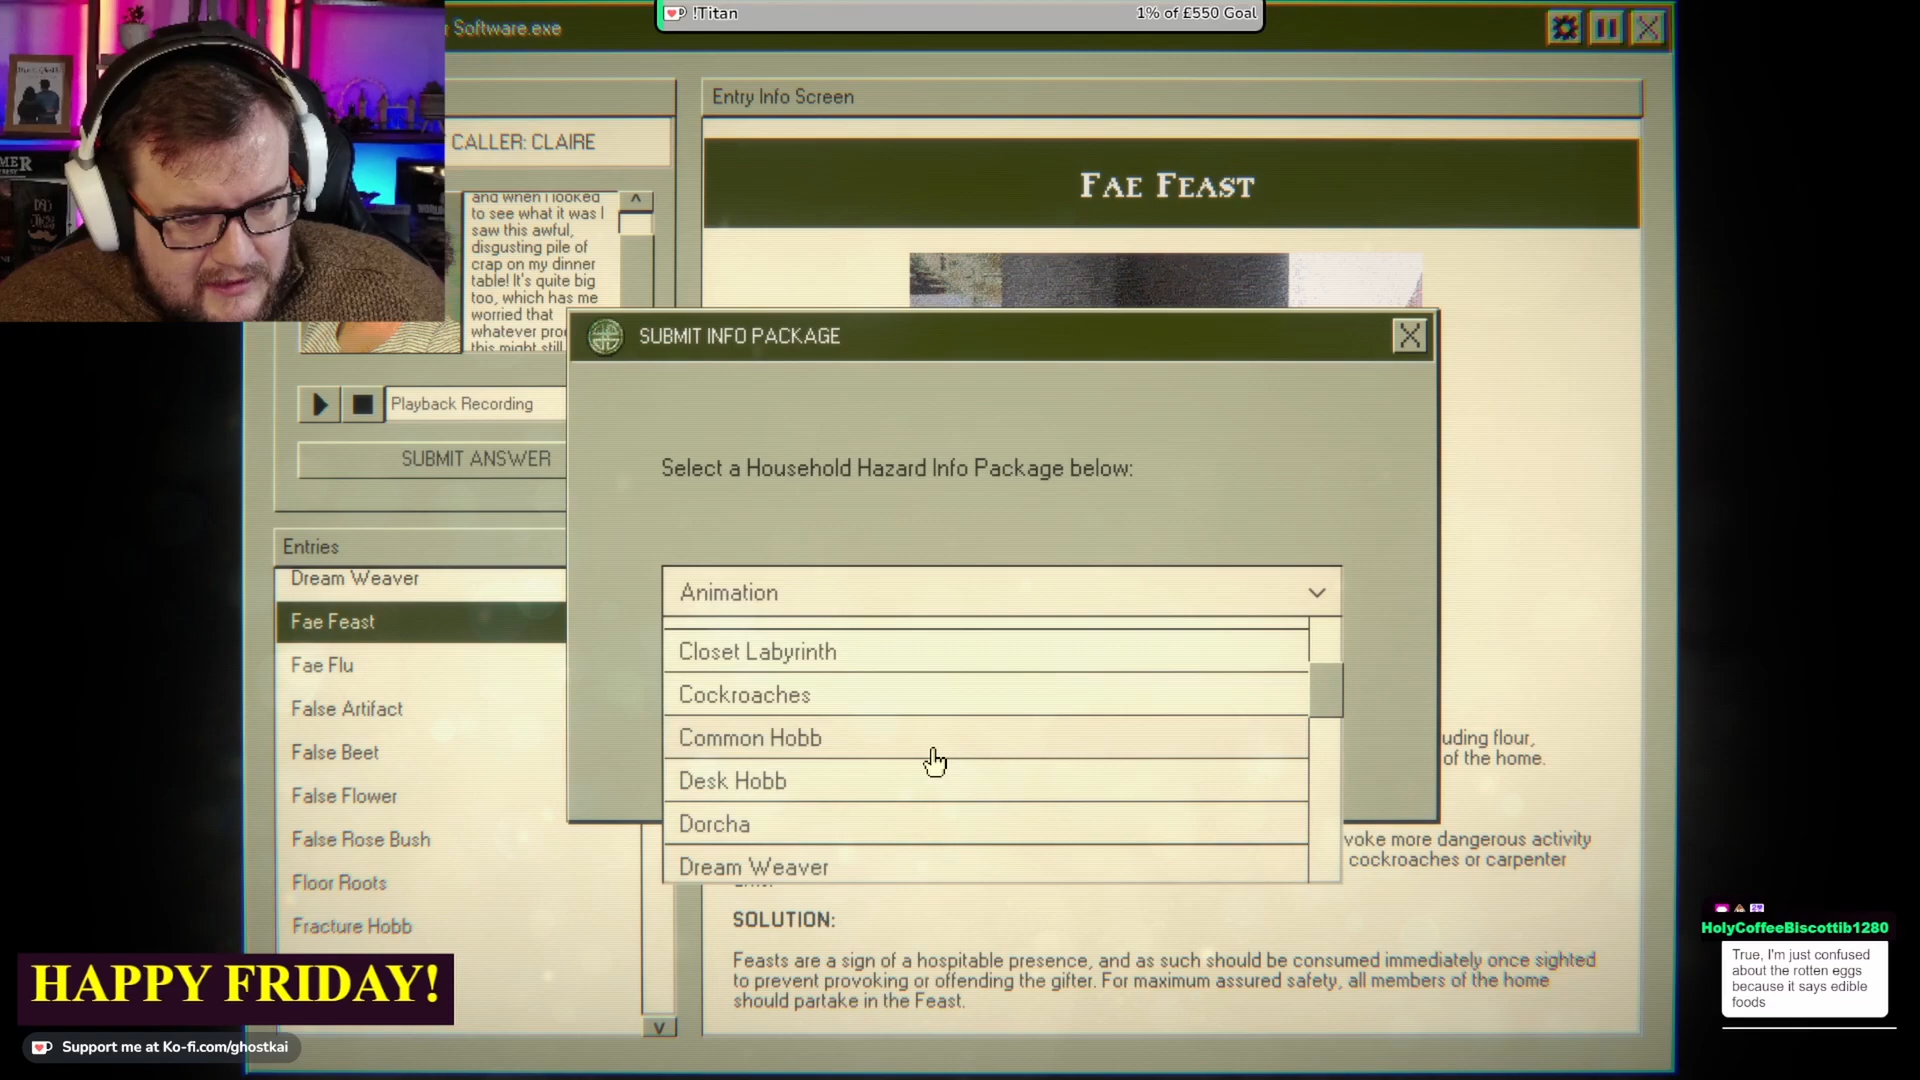 !Titan
1% of £550 Goal
Software.exe
Entry Info Screen
CALLER: CLAIRE
FAE FEAST
and when I looked
to see what it was I
saw this awful,
disgusting pile of
crap on my dinner
table! It's quite big
too, which has me
worried that
whatever
this might still
SUBMIT INFO PACKAGE
Playback Recording
SUBMIT ANSWER
Select a Household Hazard Info Package below:
Entries
Dream Weaver
Fae Feast
Fae Flu
False Artifact
False Beet
False Flower
False Rose Bush
Floor Roots
Fracture Hobb
Animation
Closet Labyrinth
Cockroaches
Common Hobb
Desk Hobb
Dorcha
Dream Weaver
uding flour,
of the home.
voke more dangerous activity
cockroaches or carpenter
SOLUTION:
Feasts are a sign of a hospitable presence, and as such should be consumed immediately once sighted
to prevent provoking or offending the gifter. For maximum assured safety, all members of the home
should partake in the Feast.
HAPPY FRIDAY!
Support me at Ko-fi.com/ghostkai
HolyCoffeeBiscottib1280
True, I'm just confused
about the rotten eggs
because it says edible
foods